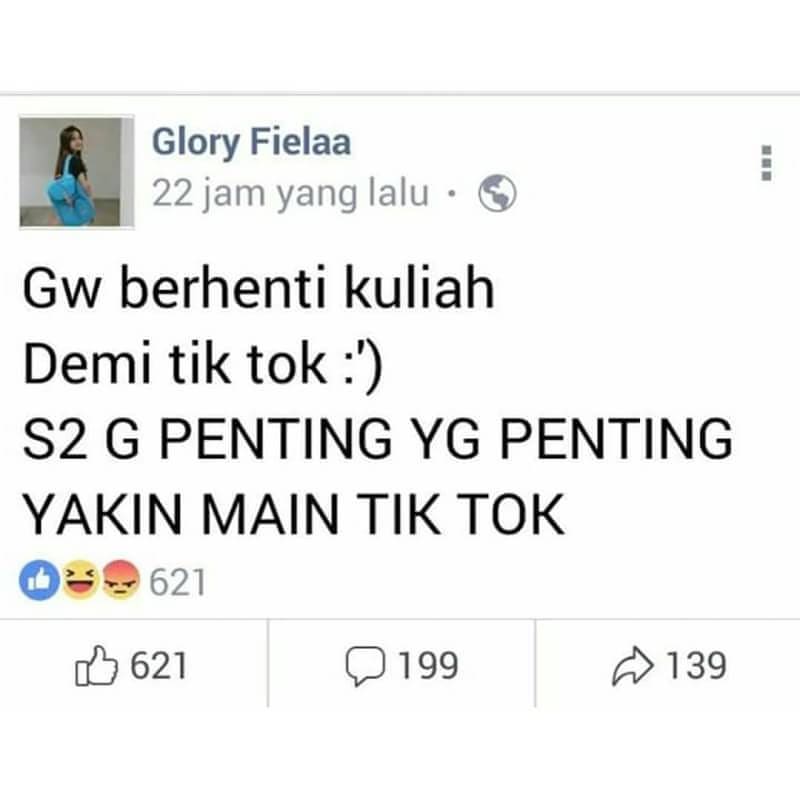 Glory Fielaa
22 jam yang lalu •
Gw berhenti kuliah
Demi tik tok :')
S2 G PENTING YG PENTING
YAKIN MAIN TIK TOK
621
621 199 139